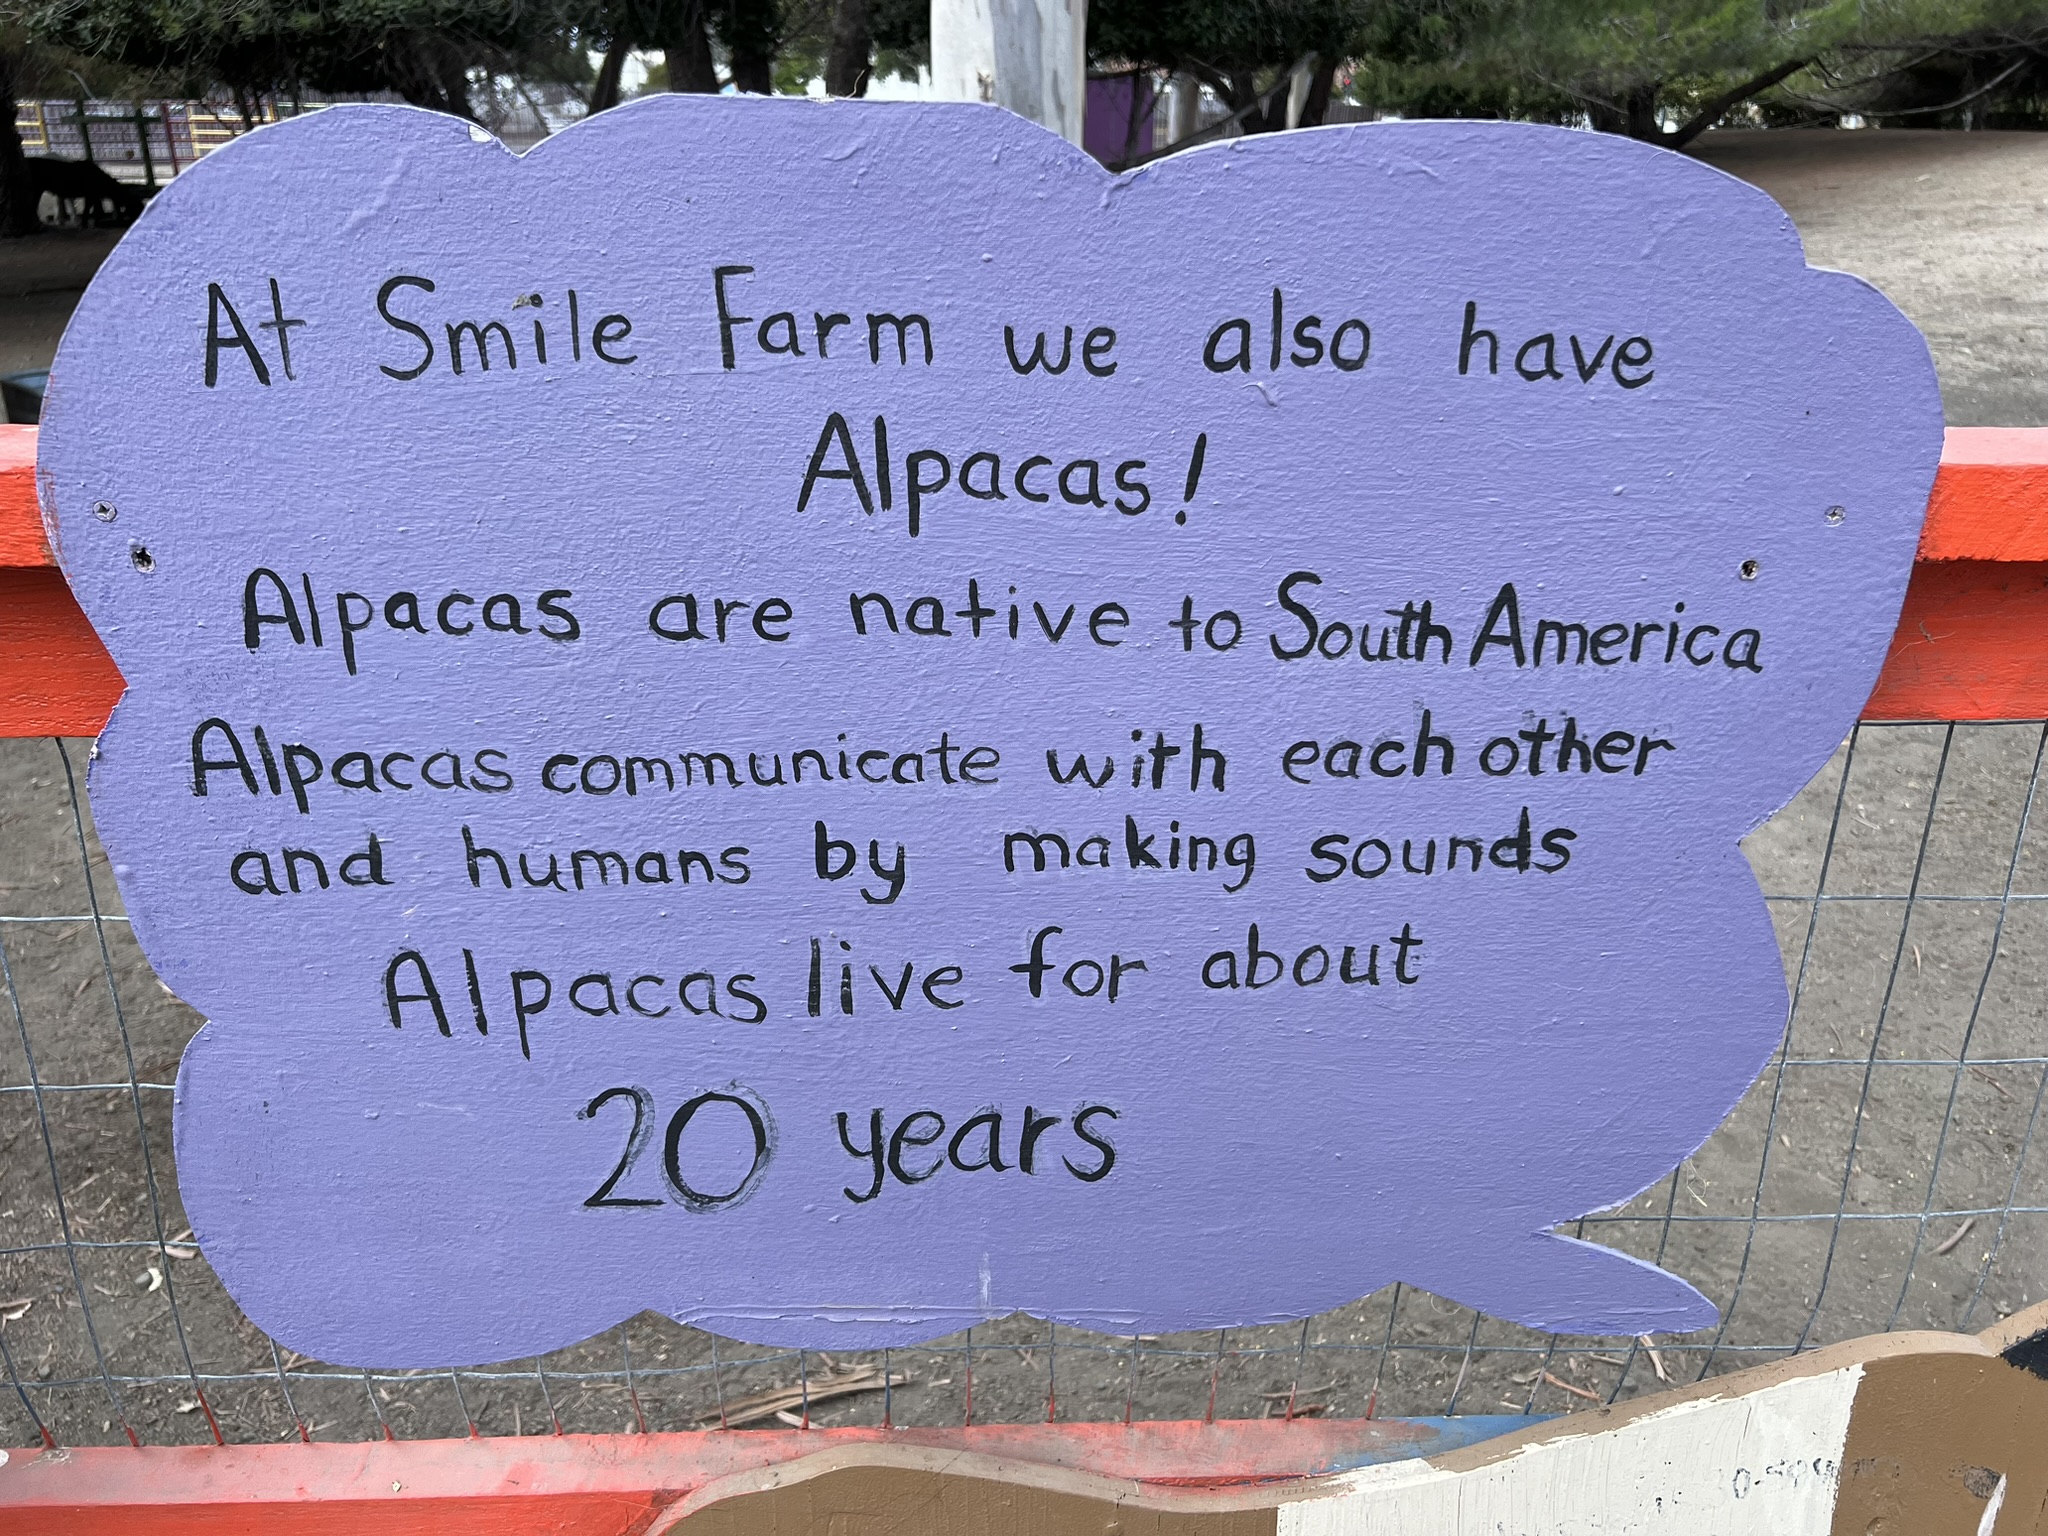 At Smile Farm we also have
Alpacas!
Alpacas are native to South America
Alpacas communicate with each other
and humans by making sounds
Alpacas live for about
20 years